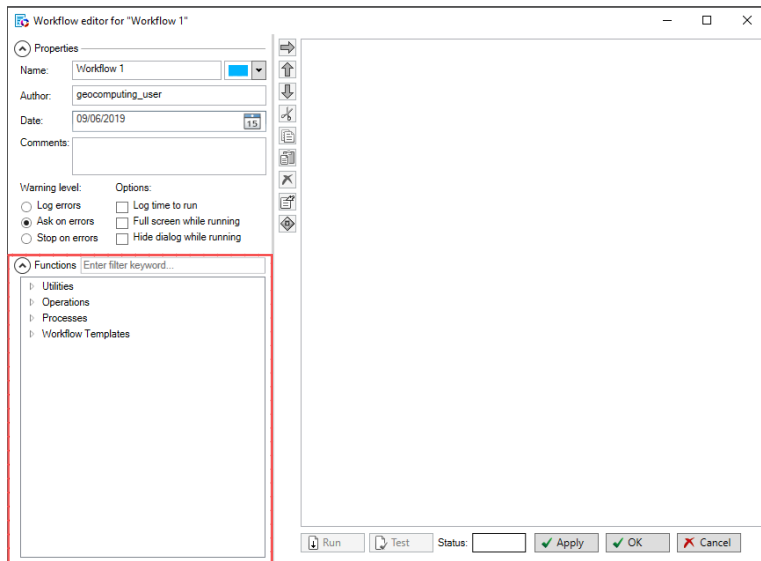 Workflow editor for "Workflow 1"
Properties
Name: Workflow 1
Author: geocomputing_user
Date: 09/06/2019 15
Comments:
Warning level: Options:
Log errors Log time to run
Ask on errors Full screen while running
Stop on errors Hide dialog while running
Functions Enter filter keyword...
Utilities
Operations
Processes
Workflow Templates
Run Test Status: Apply OK Cancel